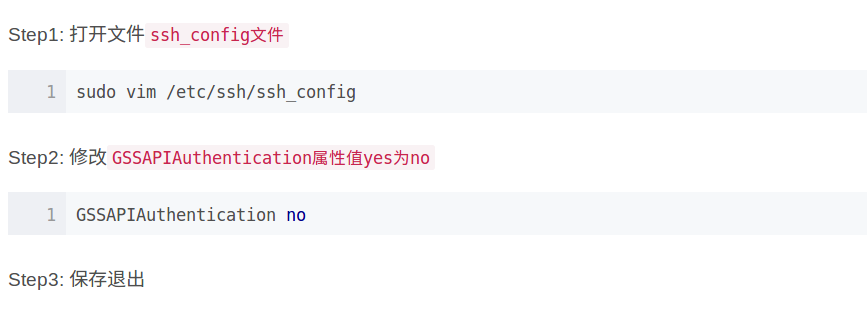 Step1: 打开文件ssh_config文件
1 sudo vim /etc/ssh/ssh_config
Step2: 修改GSSAPIAuthentication属性值yes为no
1 GSSAPIAuthentication no
Step3: 保存退出